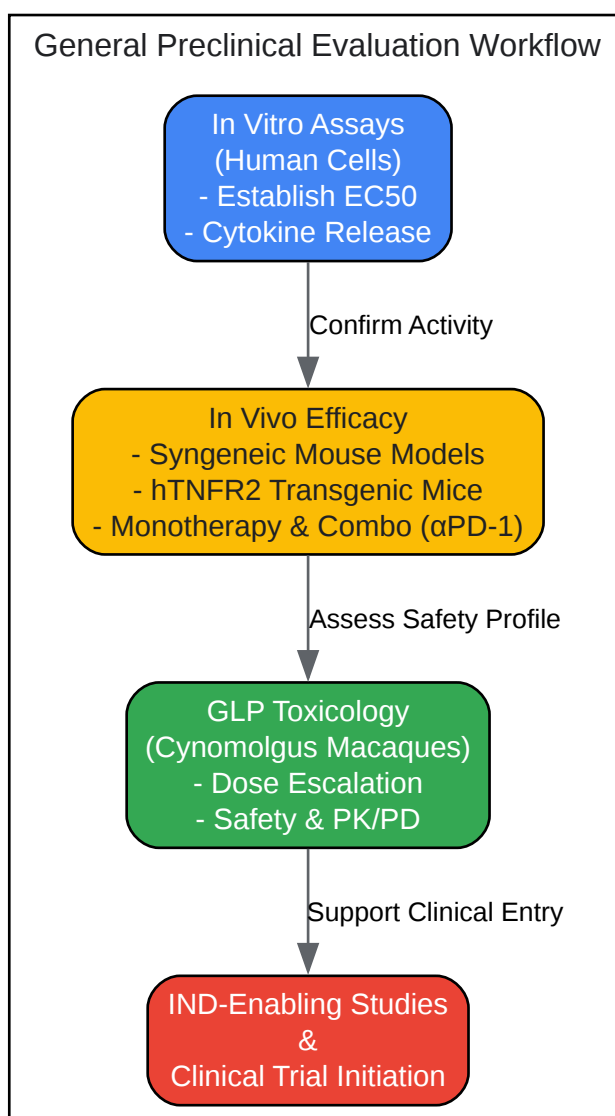 General Preclinical Evaluation Workflow
In Vitro Assays
(Human Cells)
- Establish EC50
- Cytokine Release
Confirm Activity
In Vivo Efficacy
- Syngeneic Mouse Models
- hTNFR2 Transgenic Mice
- Monotherapy & Combo (αPD-1)
Assess Safety Profile
GLP Toxicology
(Cynomolgus Macaques)
- Dose Escalation
- Safety & PK/PD
Support Clinical Entry
IND-Enabling Studies
&
Clinical Trial Initiation